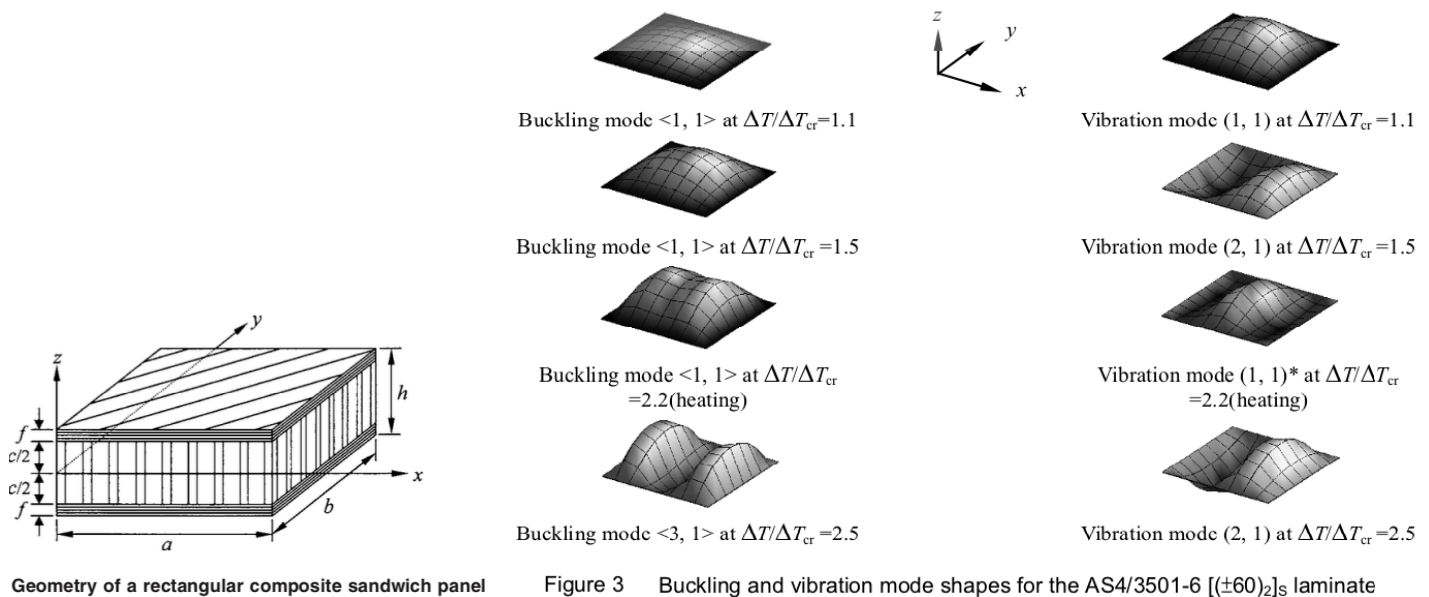 z
y
x
h
f
c/2
c/2
f
b
a
Geometry of a rectangular composite sandwich panel
z
y
x
Buckling mode <1, 1> at ΔT/ΔTcr=1.1
Vibration mode (1, 1) at ΔT/ΔTcr =1.1
Buckling mode <1, 1> at ΔT/ΔTcr =1.5
Vibration mode (2, 1) at ΔT/ΔTcr =1.5
Buckling mode <1, 1> at ΔT/ΔTcr
=2.2(heating)
Vibration mode (1, 1)* at ΔT/ΔTcr
=2.2(heating)
Buckling mode <3, 1> at ΔT/ΔTcr =2.5
Vibration mode (2, 1) at ΔT/ΔTcr =2.5
Figure 3 Buckling and vibration mode shapes for the AS4/3501-6 [(±60)2]S laminate